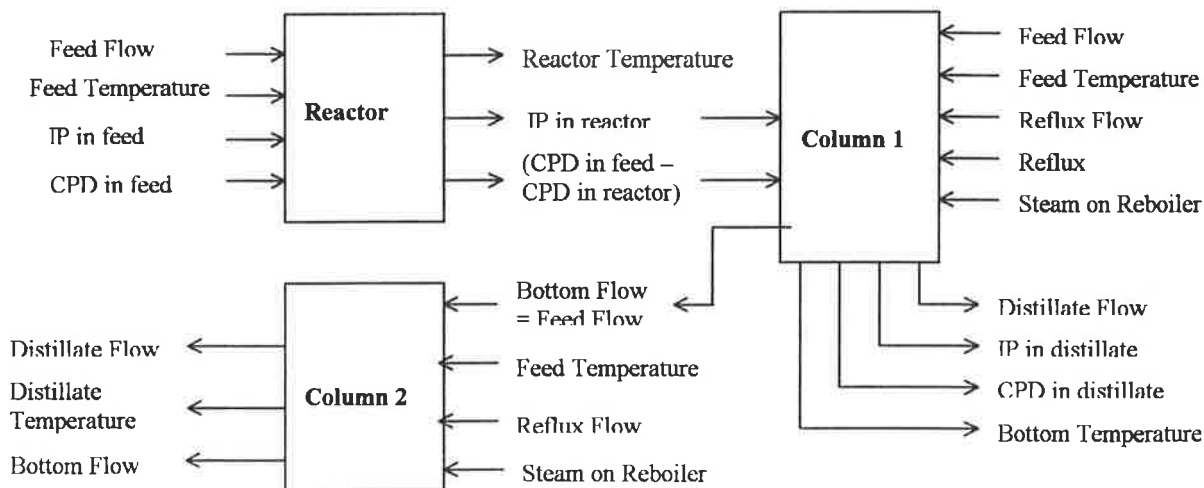 Feed Flow
Feed Temperature
IP in feed
CPD in feed
Reactor
Reactor Temperature
IP in reactor
(CPD in feed –
CPD in reactor)
Column 1
Feed Flow
Feed Temperature
Reflux Flow
Reflux
Steam on Reboiler
Distillate Flow
IP in distillate
CPD in distillate
Bottom Temperature
Bottom Flow
= Feed Flow
Feed Temperature
Reflux Flow
Steam on Reboiler
Column 2
Distillate Flow
Distillate
Temperature
Bottom Flow